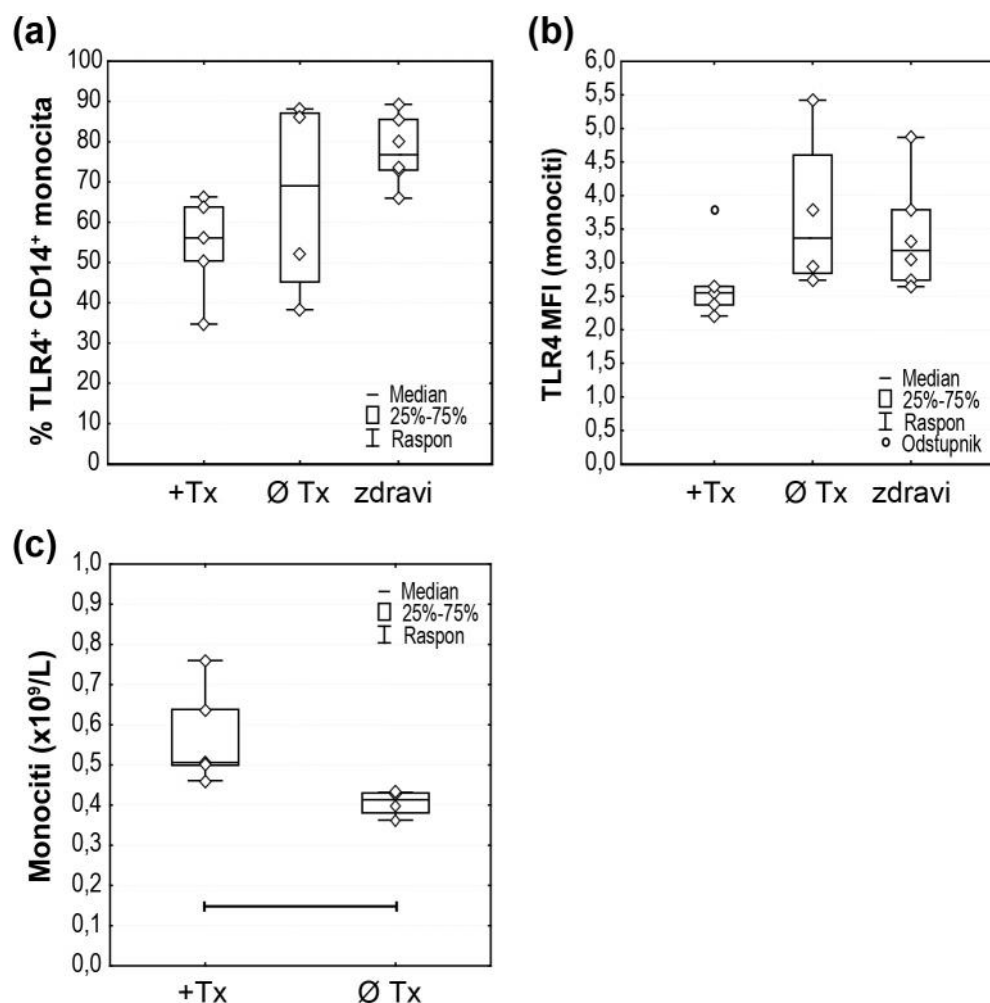 (a)
% TLR4⁺ CD14⁺ monocita
100
90
80
70
60
50
40
30
20
10
0
– Median
25%-75%
Raspon
+Tx Ø Tx zdravi
(b)
TLR4 MFI (monociti)
6,0
5,5
5,0
4,5
4,0
3,5
3,0
2,5
2,0
1,5
1,0
0,5
0,0
– Median
25%-75%
Raspon
Odstupnik
+Tx Ø Tx zdravi
(c)
Monociti (x10⁹/L)
1,0
0,9
0,8
0,7
0,6
0,5
0,4
0,3
0,2
0,1
0,0
– Median
25%-75%
Raspon
+Tx Ø Tx